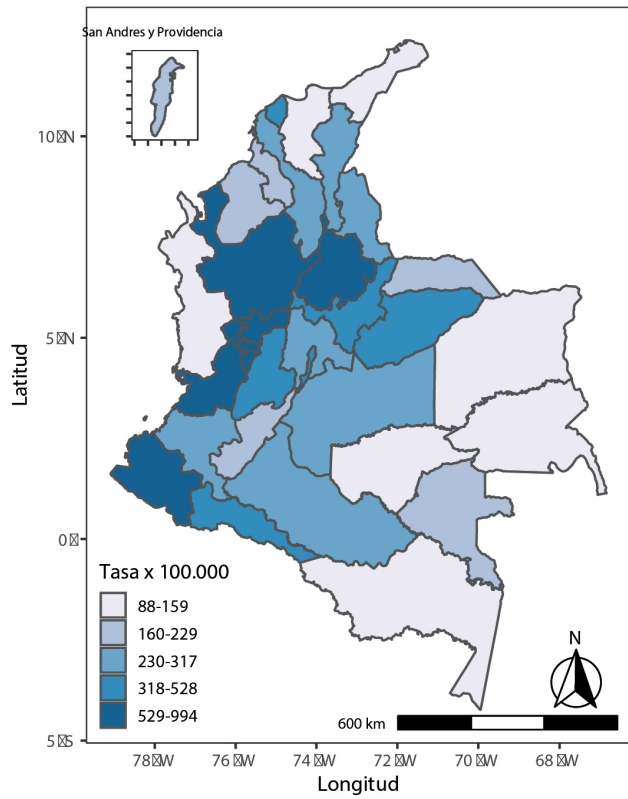 San Andres y Providencia
10°N
5°N
0°
5°S
Latitud
Tasa x 100.000
88-159
160-229
230-317
318-528
529-994
N
600 km
78°W
76°W
74°W
72°W
70°W
68°W
Longitud